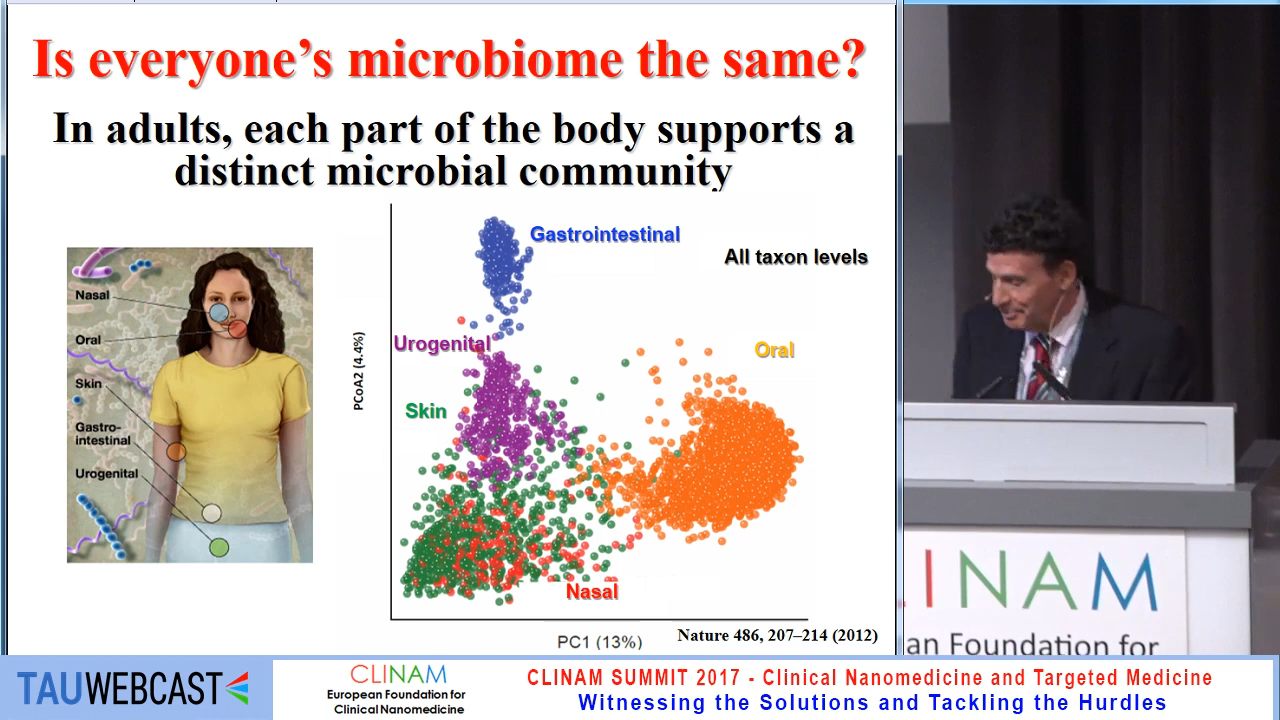 Is everyone's microbiome the same?
In adults, each part of the body supports a
distinct microbial community
Nasal
Oral
Skin
Gastro-
intestinal
Urogenital
Gastrointestinal
All taxon levels
Urogenital
Oral
Skin
Nasal
PCoA2 (4.4%)
PC1 (13%)
Nature 486, 207–214 (2012)
LINAM
an Foundation for
TAUWEBCAST
CLINAM
European Foundation for
Clinical Nanomedicine
CLINAM SUMMIT 2017 - Clinical Nanomedicine and Targeted Medicine
Witnessing the Solutions and Tackling the Hurdles